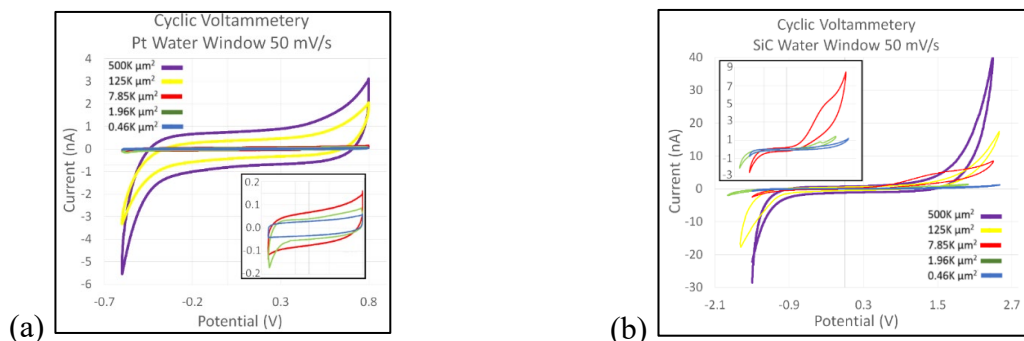 Cyclic Voltammetery
Pt Water Window 50 mV/s
4
3
2
1
0
-1
-2
-3
-4
-5
-6
500K µm²
125K µm²
7.85K µm²
1.96K µm²
0.46K µm²
Current (nA)
0.2
0.1
0.0
-0.1
-0.2
-0.7
-0.2
0.3
0.8
Potential (V)
(a)
Cyclic Voltammetery
SiC Water Window 50 mV/s
40
30
20
10
0
-10
-20
-30
Current (nA)
9
7
5
3
1
-1
-3
500K µm²
125K µm²
7.85K µm²
1.96K µm²
0.46K µm²
-2.1
-0.9
0.3
1.5
2.7
Potential (V)
(b)